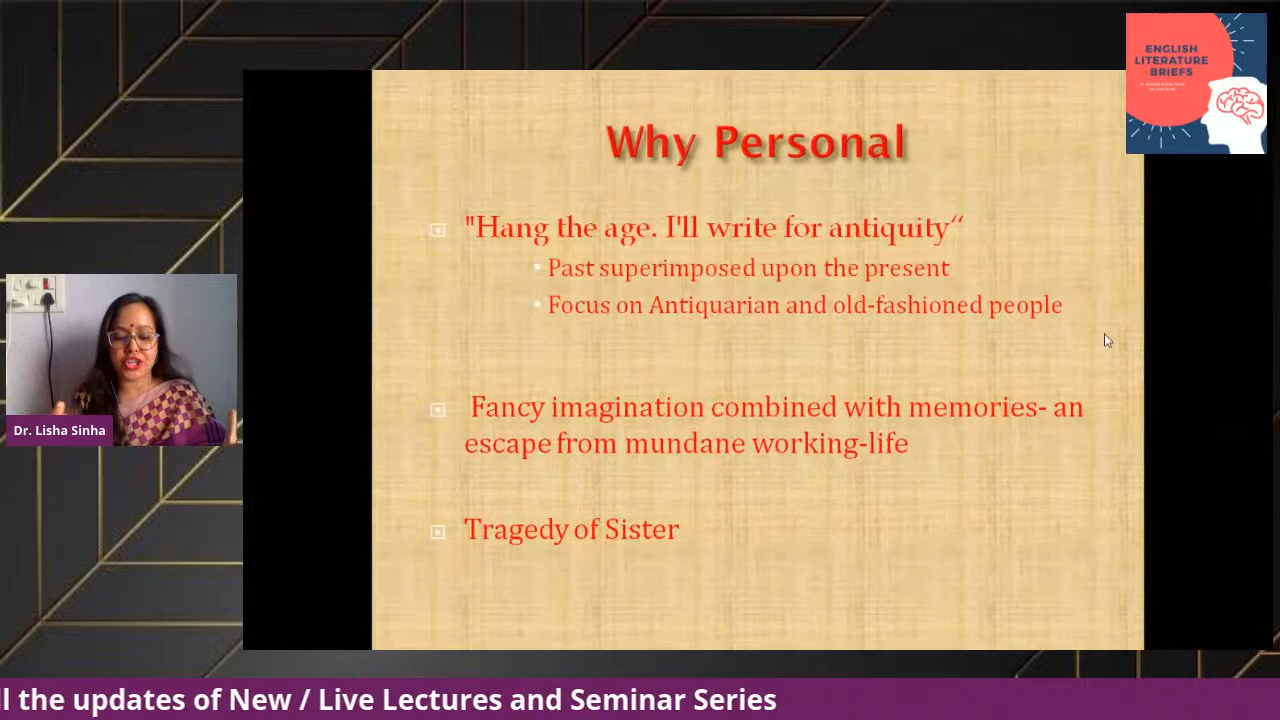 ENGLISH
LITERATURE
BRIEFS
Why Personal
"Hang the age. I'll write for antiquity“
Past superimposed upon the present
Focus on Antiquarian and old-fashioned people
Fancy imagination combined with memories- an
escape from mundane working-life
Tragedy of Sister
Dr. Lisha Sinha
the updates of New / Live Lectures and Seminar Series